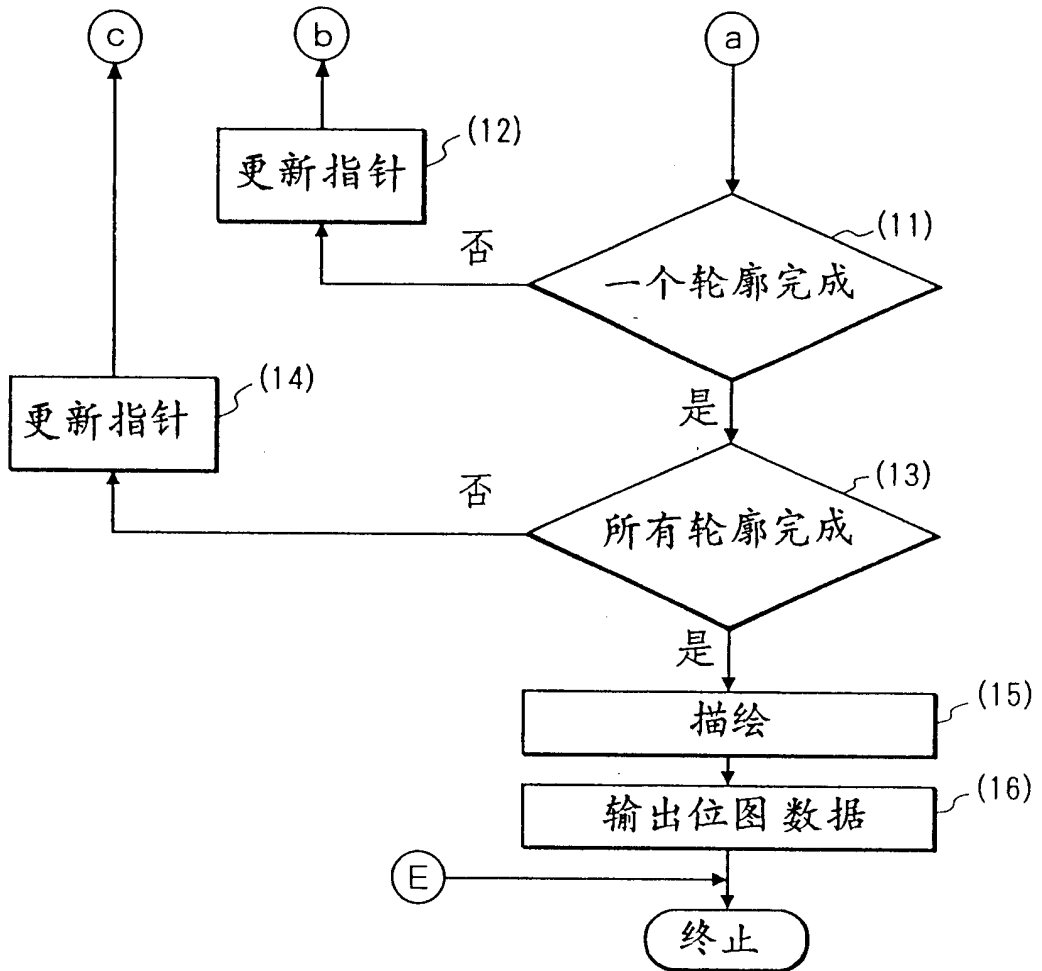 c
b
a
(12)
更新指针
(11)
否
一个轮廓完成
(14)
更新指针
是
(13)
否
所有轮廓完成
是
(15)
描绘
(16)
输出位图数据
E
终止